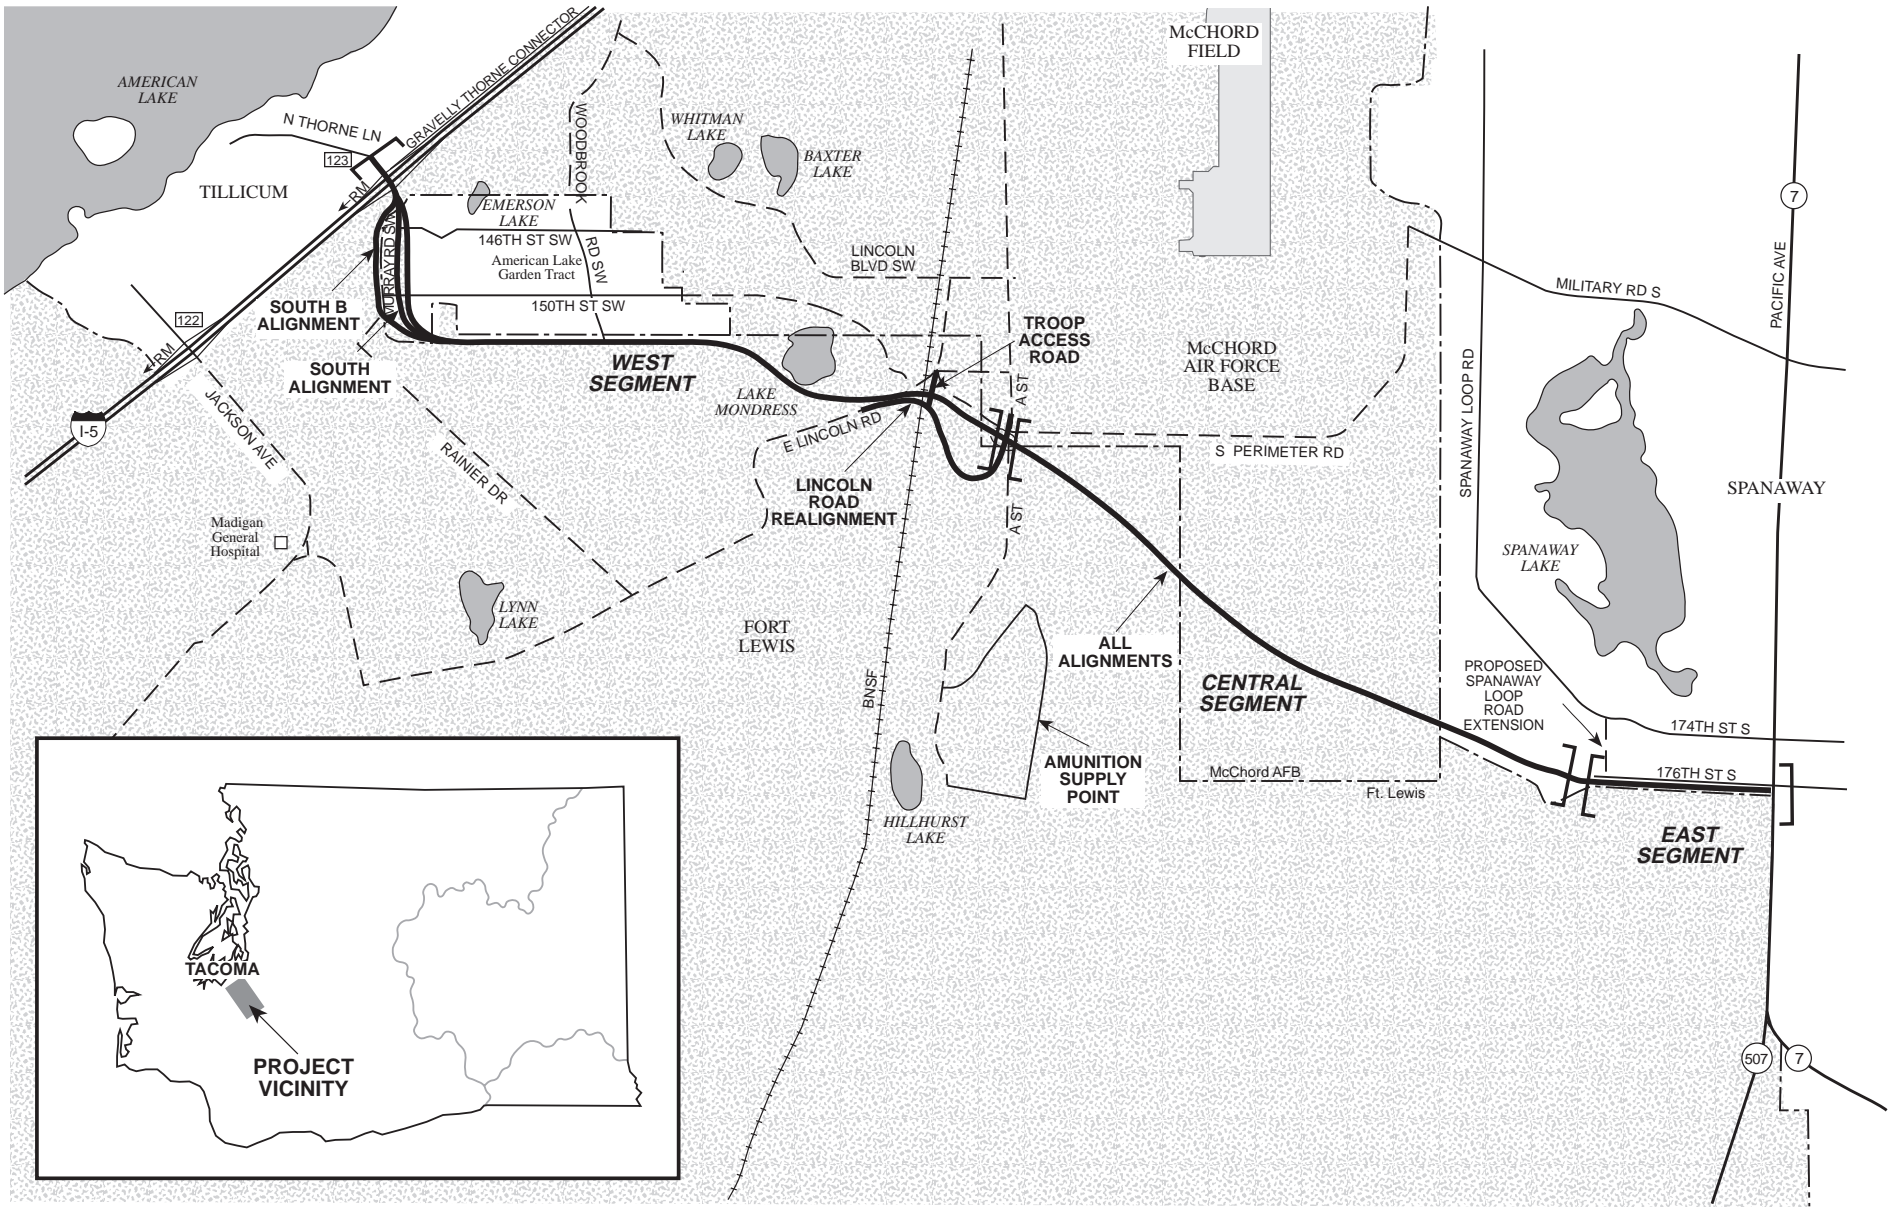 McCHORD
FIELD
AMERICAN
LAKE
GRAVELLY THORNE CONNECTOR
N THORNE LN
123
RM
TILLICUM
WOODBROOK
RD SW
WHITMAN
LAKE
BAXTER
LAKE
EMERSON
LAKE
7
146TH ST SW
American Lake
Garden Tract
MURRAY RD SW
LINCOLN
BLVD SW
PACIFIC AVE
MILITARY RD S
SOUTH B
ALIGNMENT
150TH ST SW
122
RM
TROOP
ACCESS
ROAD
SOUTH
ALIGNMENT
WEST
SEGMENT
McCHORD
AIR FORCE
BASE
SPANAWAY LOOP RD
LAKE
MONDRESS
A ST
I-5
JACKSON AVE
E LINCOLN RD
S PERIMETER RD
RAINIER DR
LINCOLN
ROAD
REALIGNMENT
SPANAWAY
A ST
Madigan
General
Hospital
SPANAWAY
LAKE
LYNN
LAKE
FORT
LEWIS
ALL
ALIGNMENTS
BNSF
CENTRAL
SEGMENT
PROPOSED
SPANAWAY
LOOP
ROAD
EXTENSION
174TH ST S
AMUNITION
SUPPLY
POINT
McChord AFB
Ft. Lewis
176TH ST S
HILLHURST
LAKE
EAST
SEGMENT
TACOMA
PROJECT
VICINITY
507
7